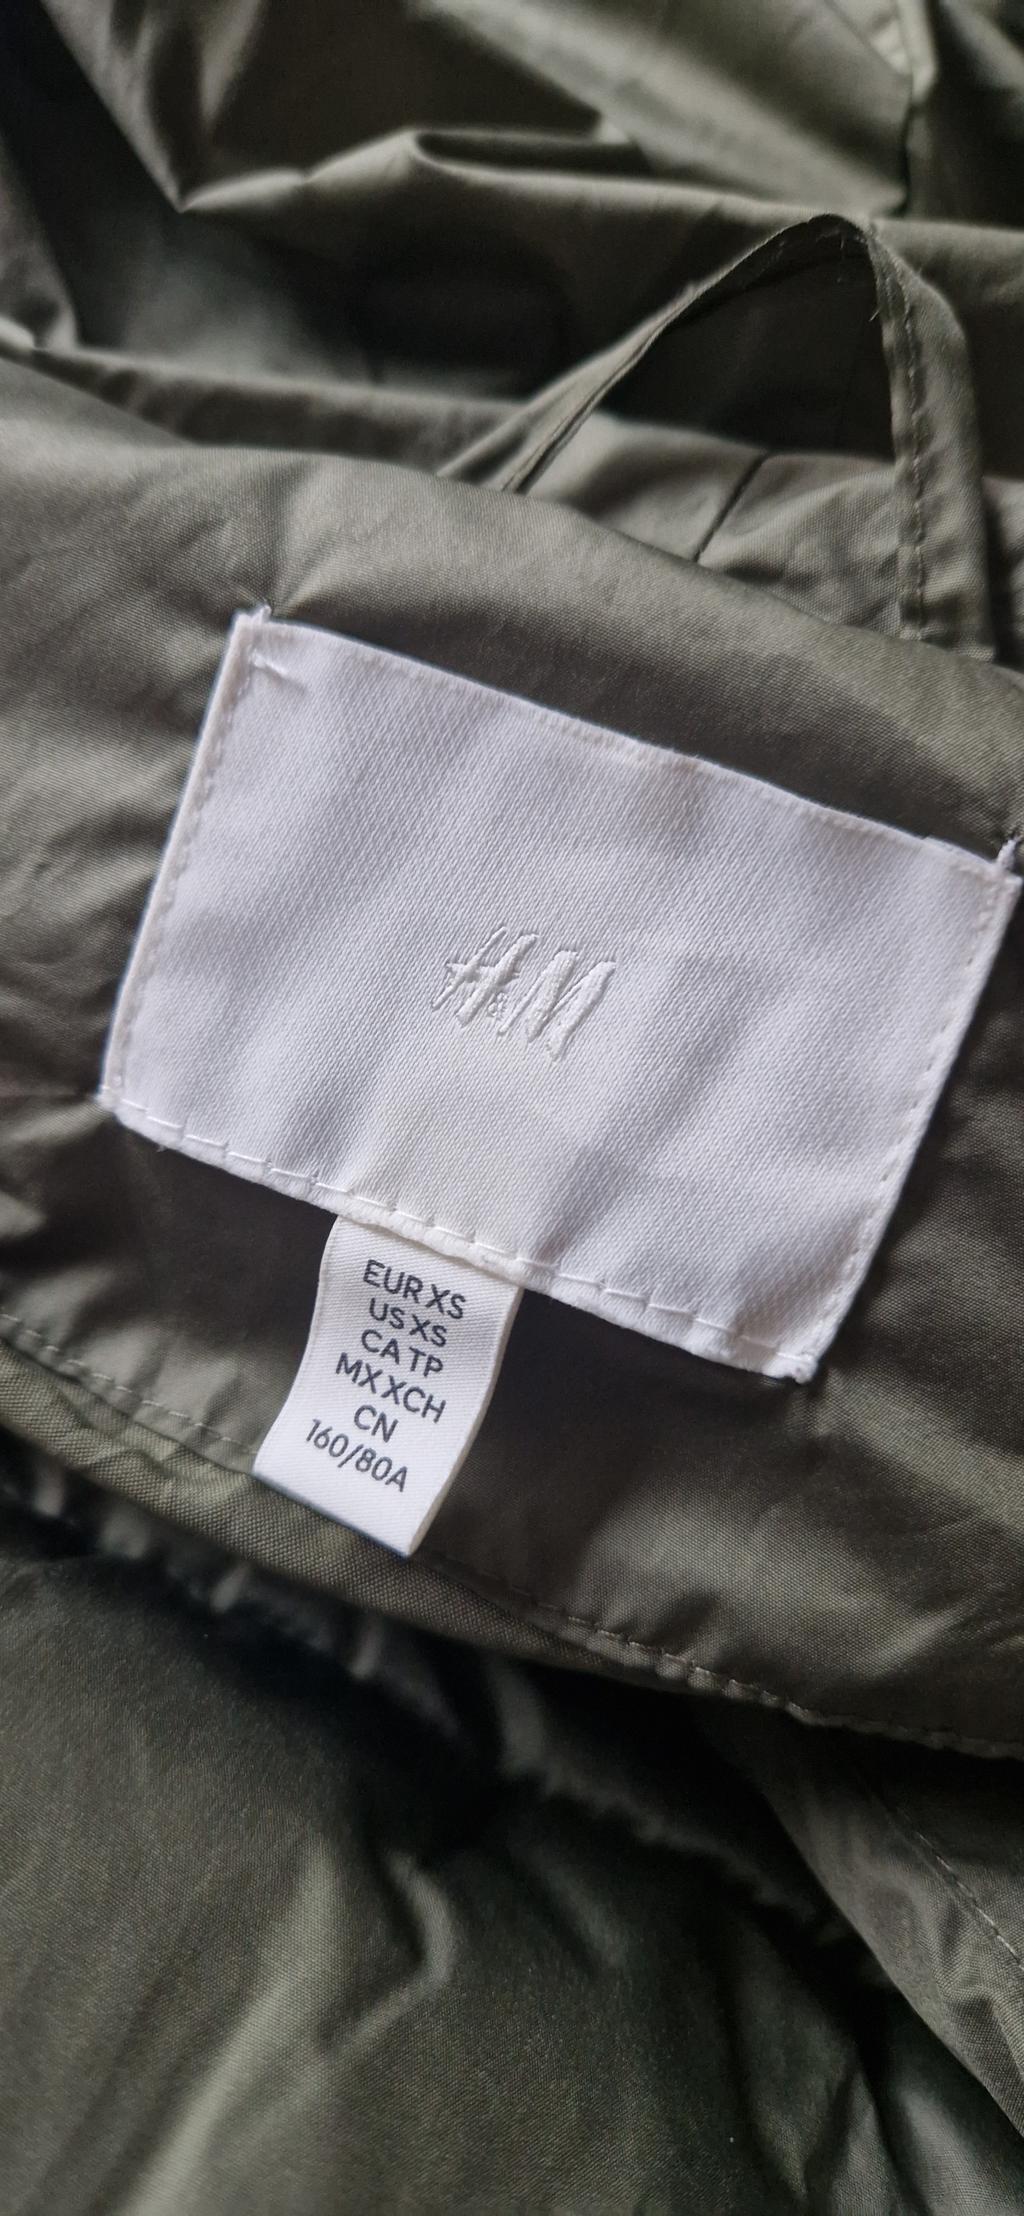 H&M
EUR XS
US XS
CA TP
MX XCH
CN
160/80A